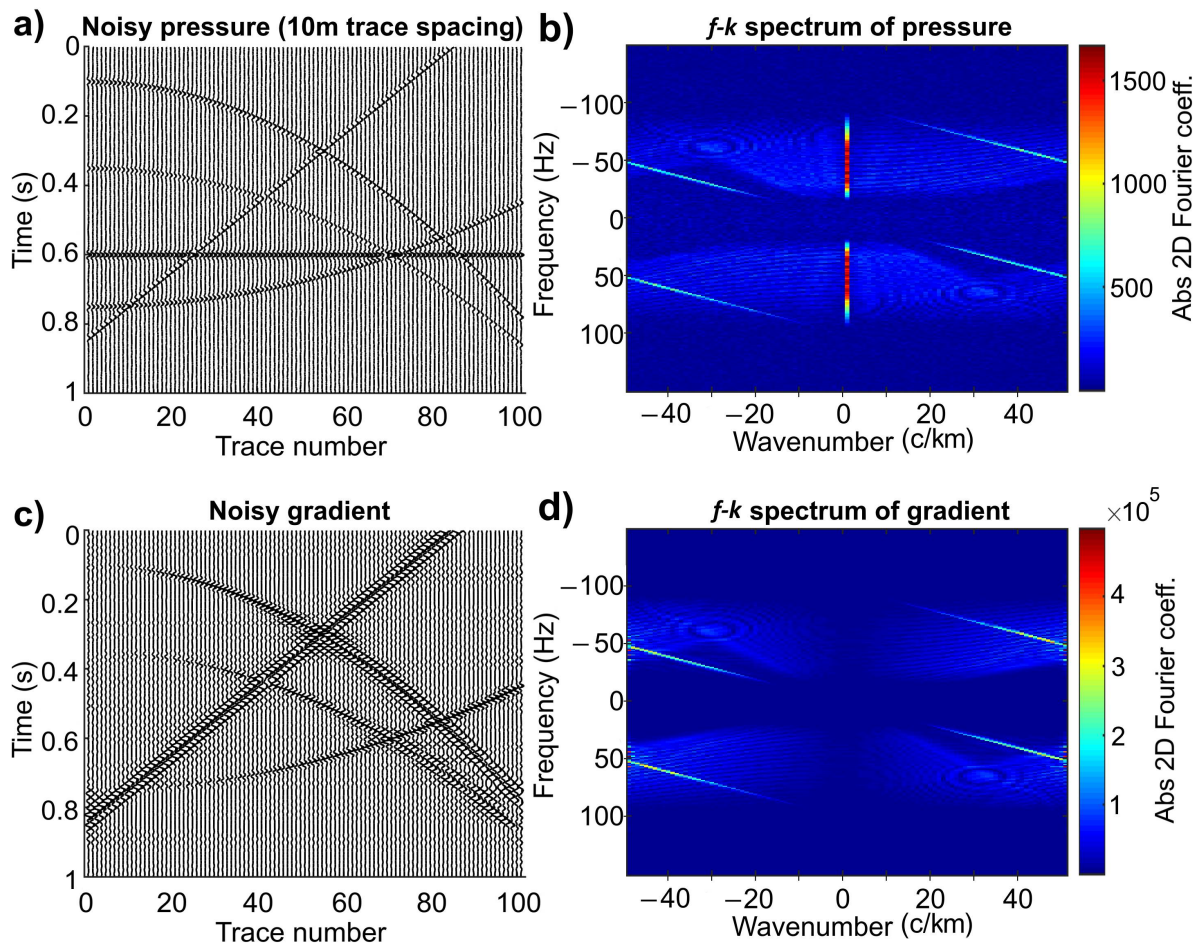 a) Noisy pressure (10m trace spacing)
0
0.2
0.4
0.6
0.8
1
Time (s)
0 20 40 60 80 100
Trace number
b) f-k spectrum of pressure
−100
−50
0
50
100
Frequency (Hz)
−40 −20 0 20 40
Wavenumber (c/km)
1500
1000
500
Abs 2D Fourier coeff.
c) Noisy gradient
0
0.2
0.4
0.6
0.8
1
Time (s)
0 20 40 60 80 100
Trace number
d) f-k spectrum of gradient
−100
−50
0
50
100
Frequency (Hz)
−40 −20 0 20 40
Wavenumber (c/km)
×10⁵
4
3
2
1
Abs 2D Fourier coeff.